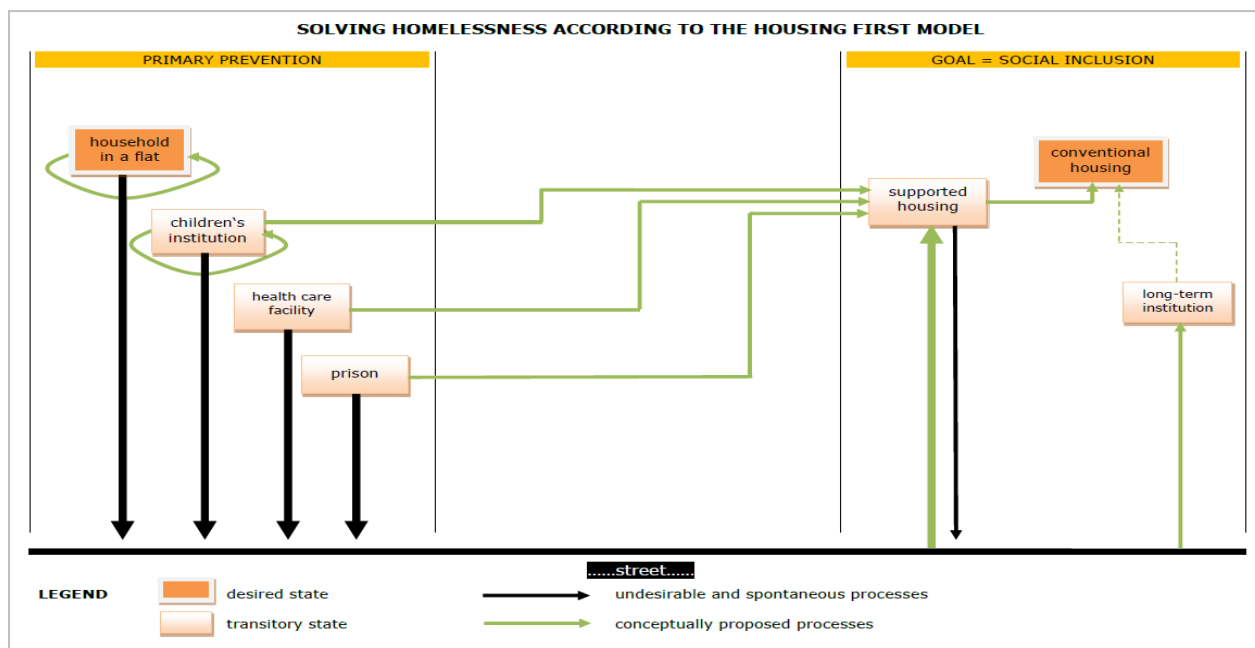 SOLVING HOMELESSNESS ACCORDING TO THE HOUSING FIRST MODEL
PRIMARY PREVENTION
GOAL = SOCIAL INCLUSION
household
in a flat
conventional
housing
supported
housing
children's
institution
health care
facility
long-term
institution
prison
......street......
LEGEND
desired state
undesirable and spontaneous processes
transitory state
conceptually proposed processes